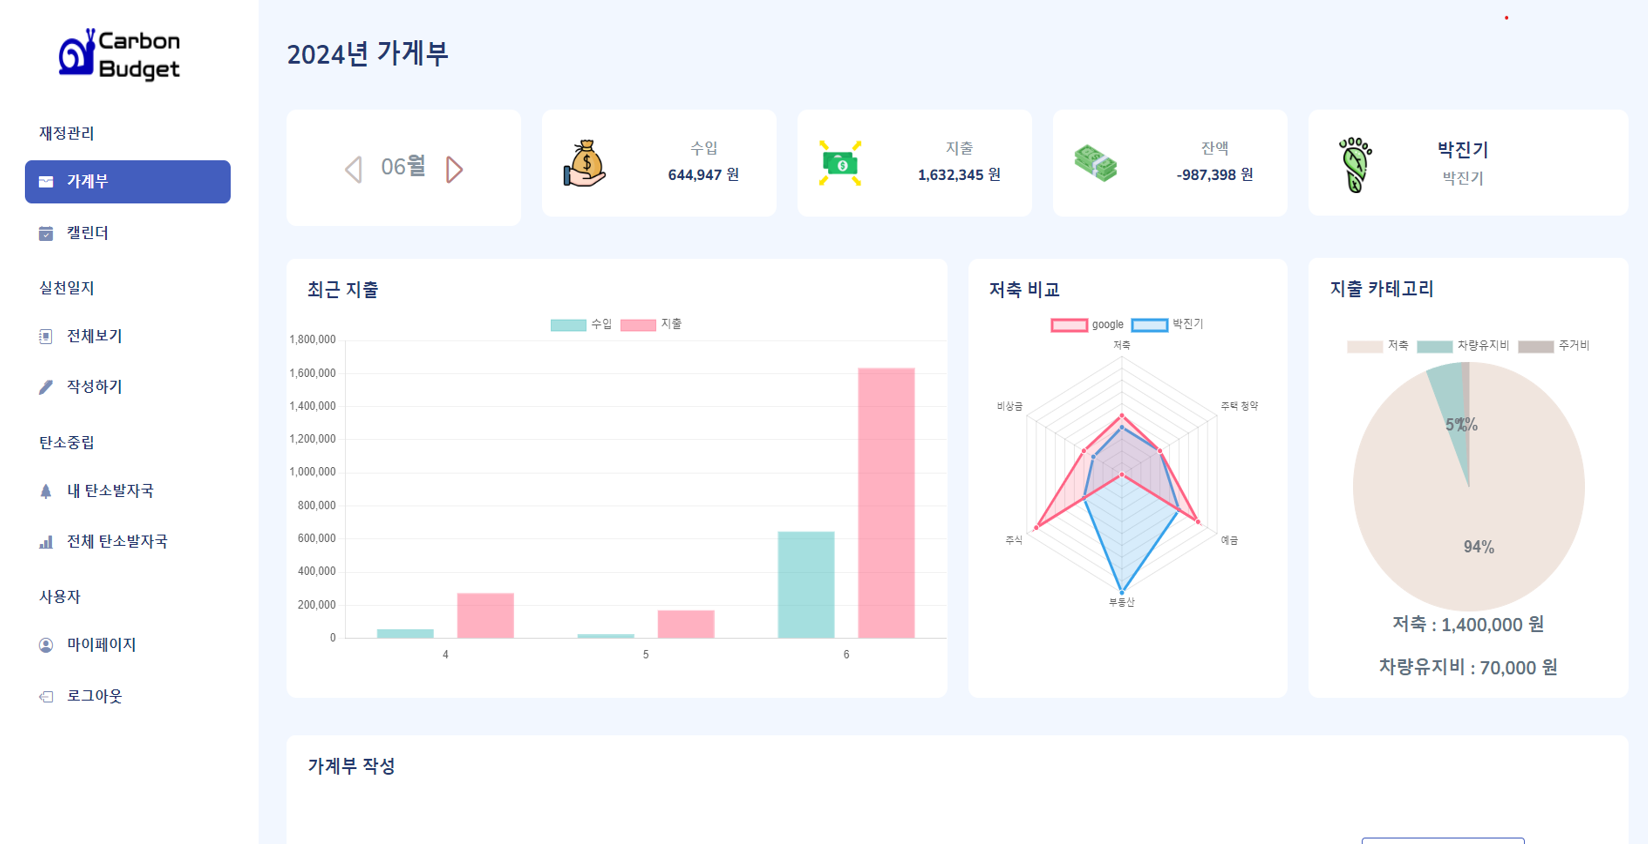 Carbon
Budget
재정관리
가계부
캘린더
실천일지
전체보기
작성하기
탄소중립
내 탄소발자국
전체 탄소발자국
사용자
마이페이지
로그아웃
2024년 가게부
06월
수입
644,947 원
지출
1,632,345 원
잔액
-987,398 원
박진기
박진기
최근 지출
수입 지출
1,800,000
1,600,000
1,400,000
1,200,000
1,000,000
800,000
600,000
400,000
200,000
0
4 5 6
저축 비교
google 박진기
저축
비상금 주택 청약
주식 예금
부동산
지출 카테고리
저축 차량유지비 주거비
5% 1%
94%
저축 : 1,400,000 원
차량유지비 : 70,000 원
가계부 작성